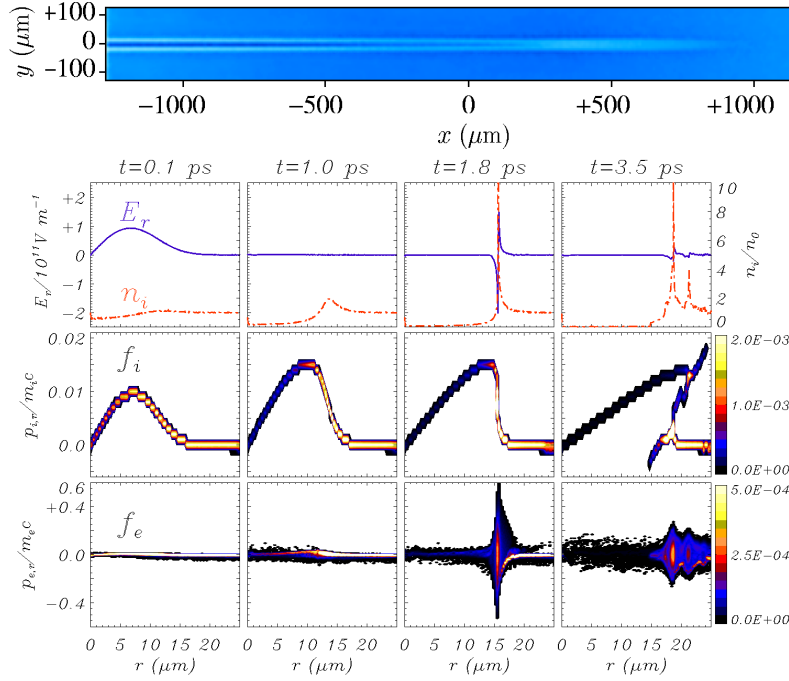 +100
0
−100
y (μm)
−1000 −500 0 +500 +1000
x (μm)
t=0.1 ps t=1.0 ps t=1.8 ps t=3.5 ps
+2
+1
0
−1
−2
E_r/10¹¹V m⁻¹
E_r
n_i
10
8
6
4
2
0
n_i/n_0
0.02
0.01
0.0
p_{i,r}/m_i c
f_i
2.0E−03
1.0E−03
0.0E+00
0.6
+0.4
0.0
−0.4
p_{e,r}/m_e c
f_e
5.0E−04
2.5E−04
0.0E+00
0 5 10 15 20 0 5 10 15 20 0 5 10 15 20 0 5 10 15 20
r (μm) r (μm) r (μm) r (μm)